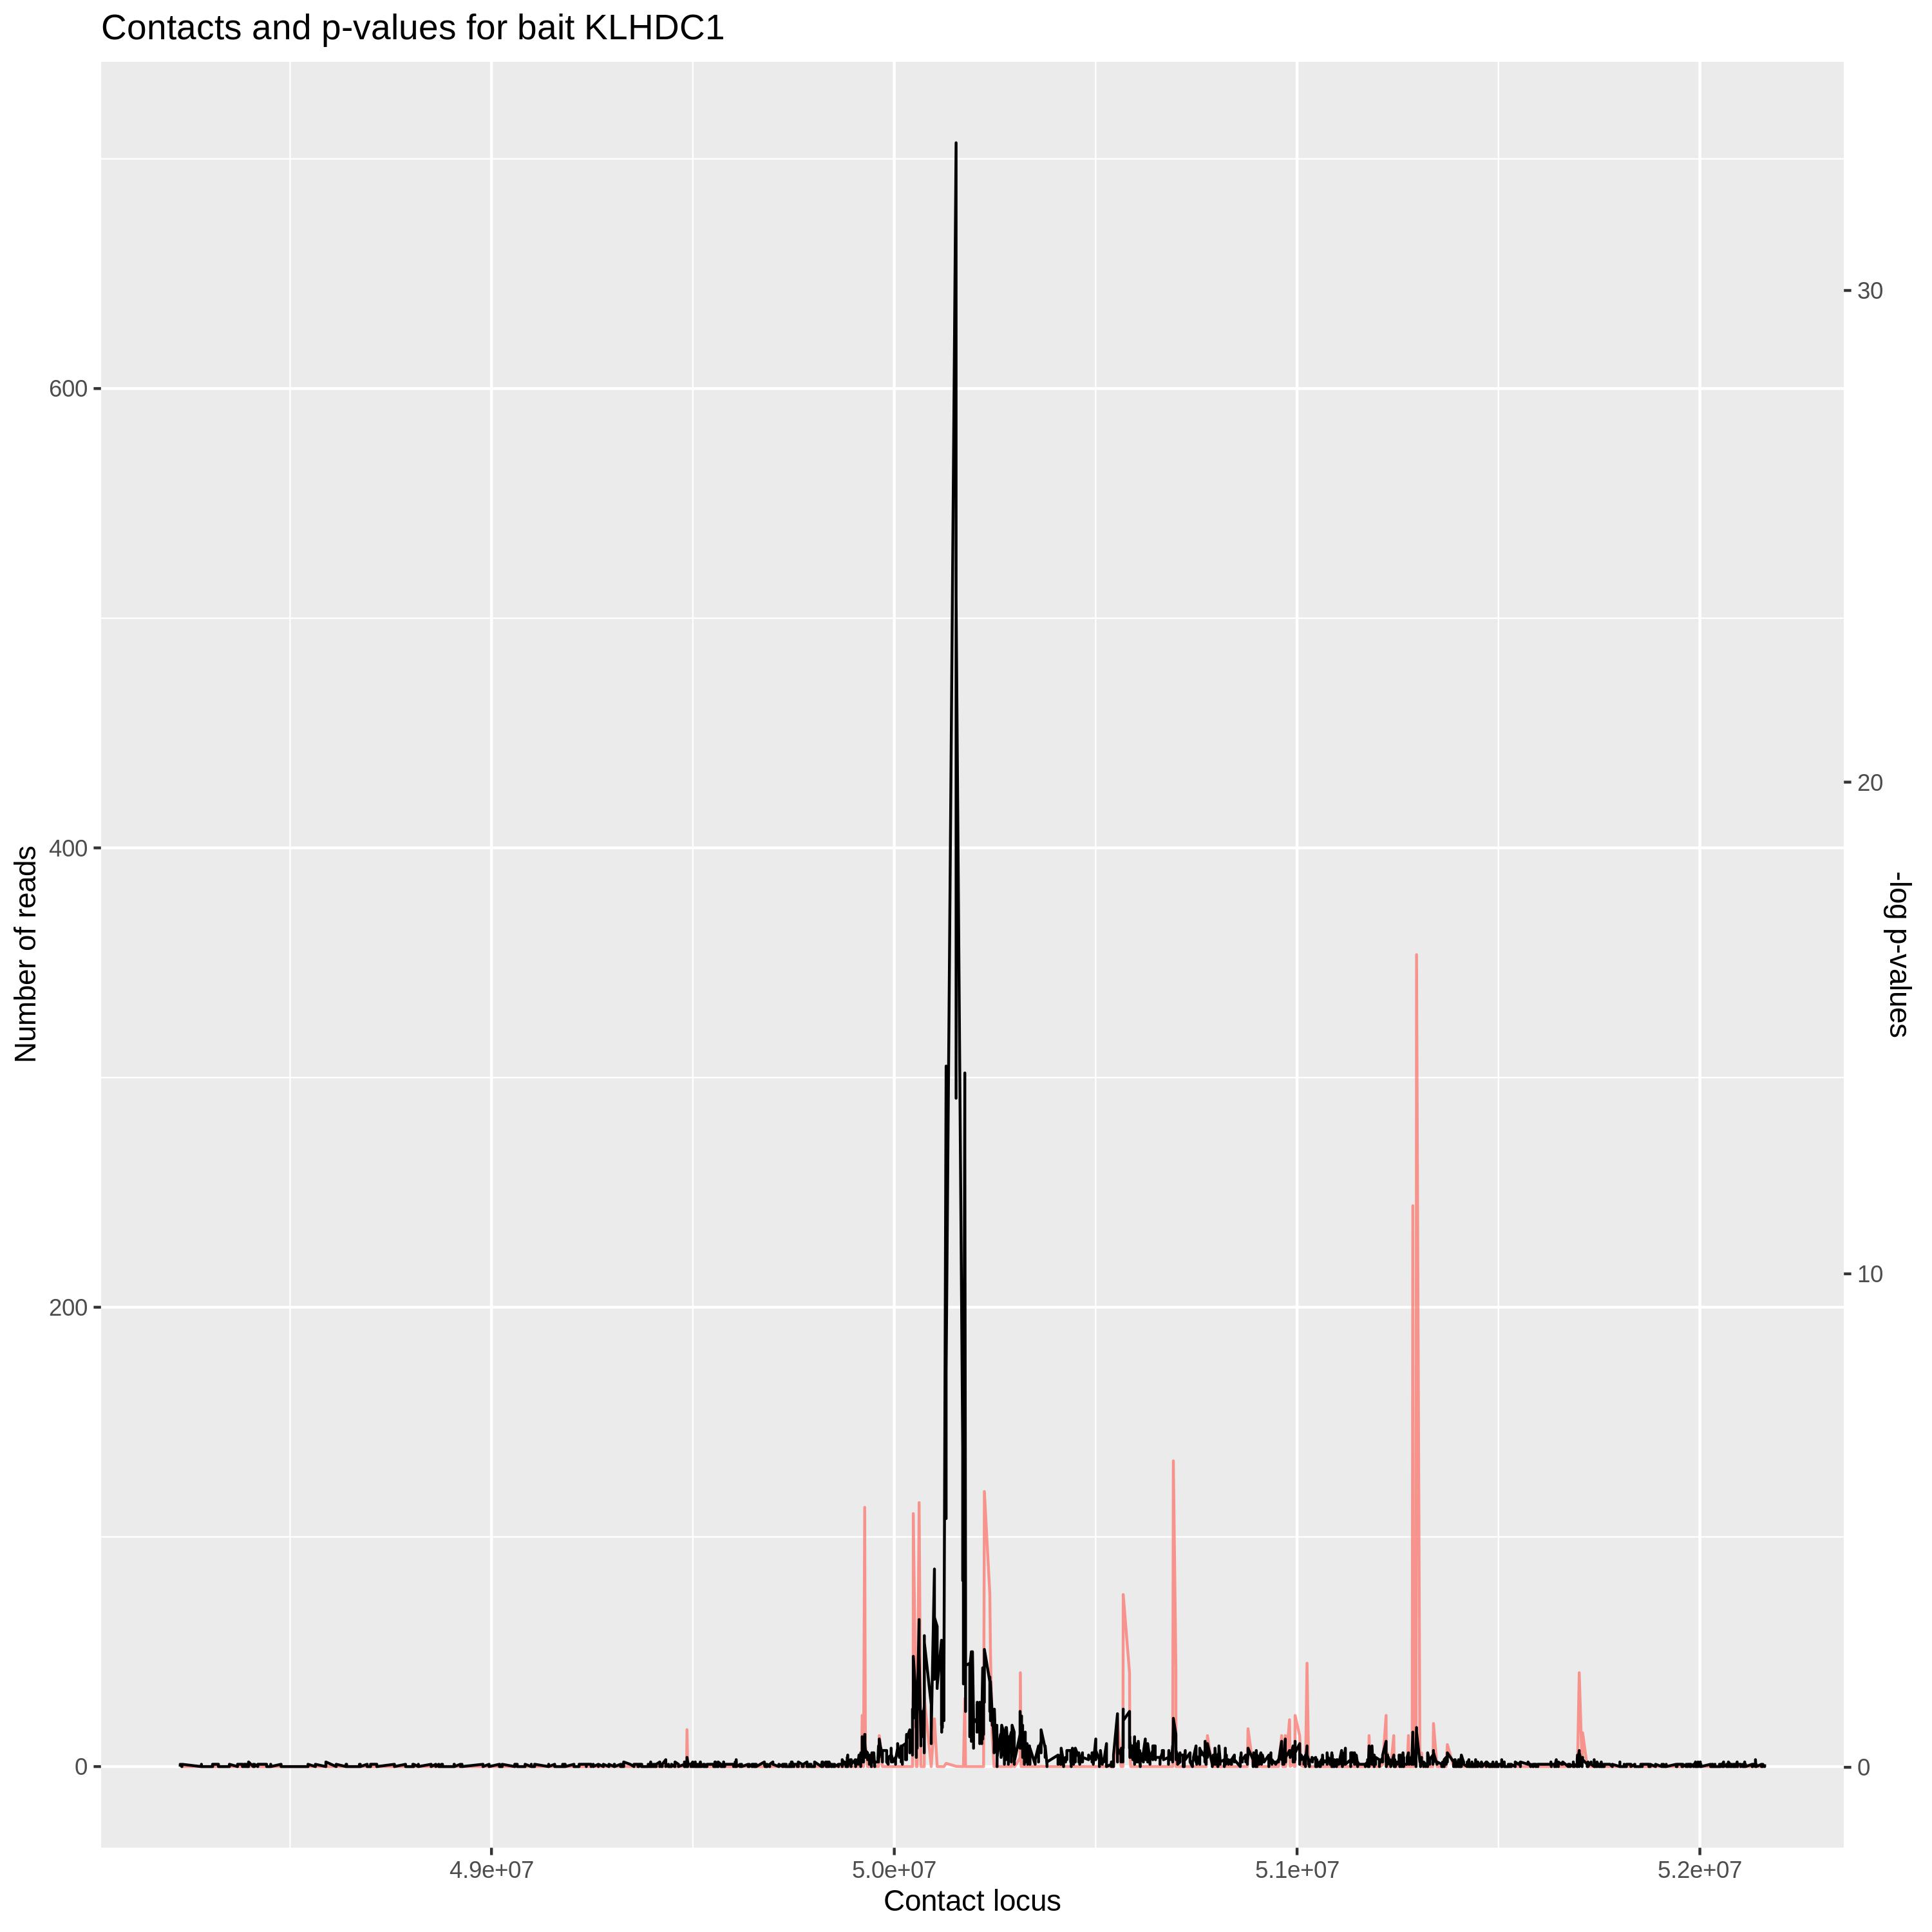 Contacts and p-values for bait KLHDC1
600
400
200
0
Number of reads
30
20
10
0
-log p-values
4.9e+07
5.0e+07
5.1e+07
5.2e+07
Contact locus